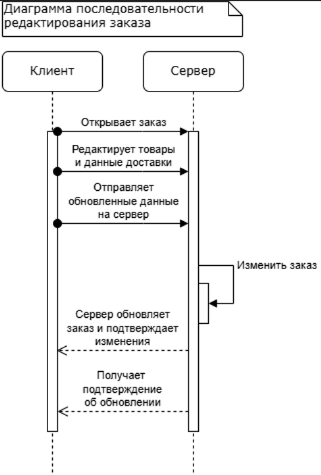 Диаграмма последовательности
редактирования заказа
Клиент
Сервер
Открывает заказ
Редактирует товары
и данные доставки
Отправляет
обновленные данные
на сервер
Изменить заказ
Сервер обновляет
заказ и подтверждает
изменения
Получает
подтверждение
об обновлении